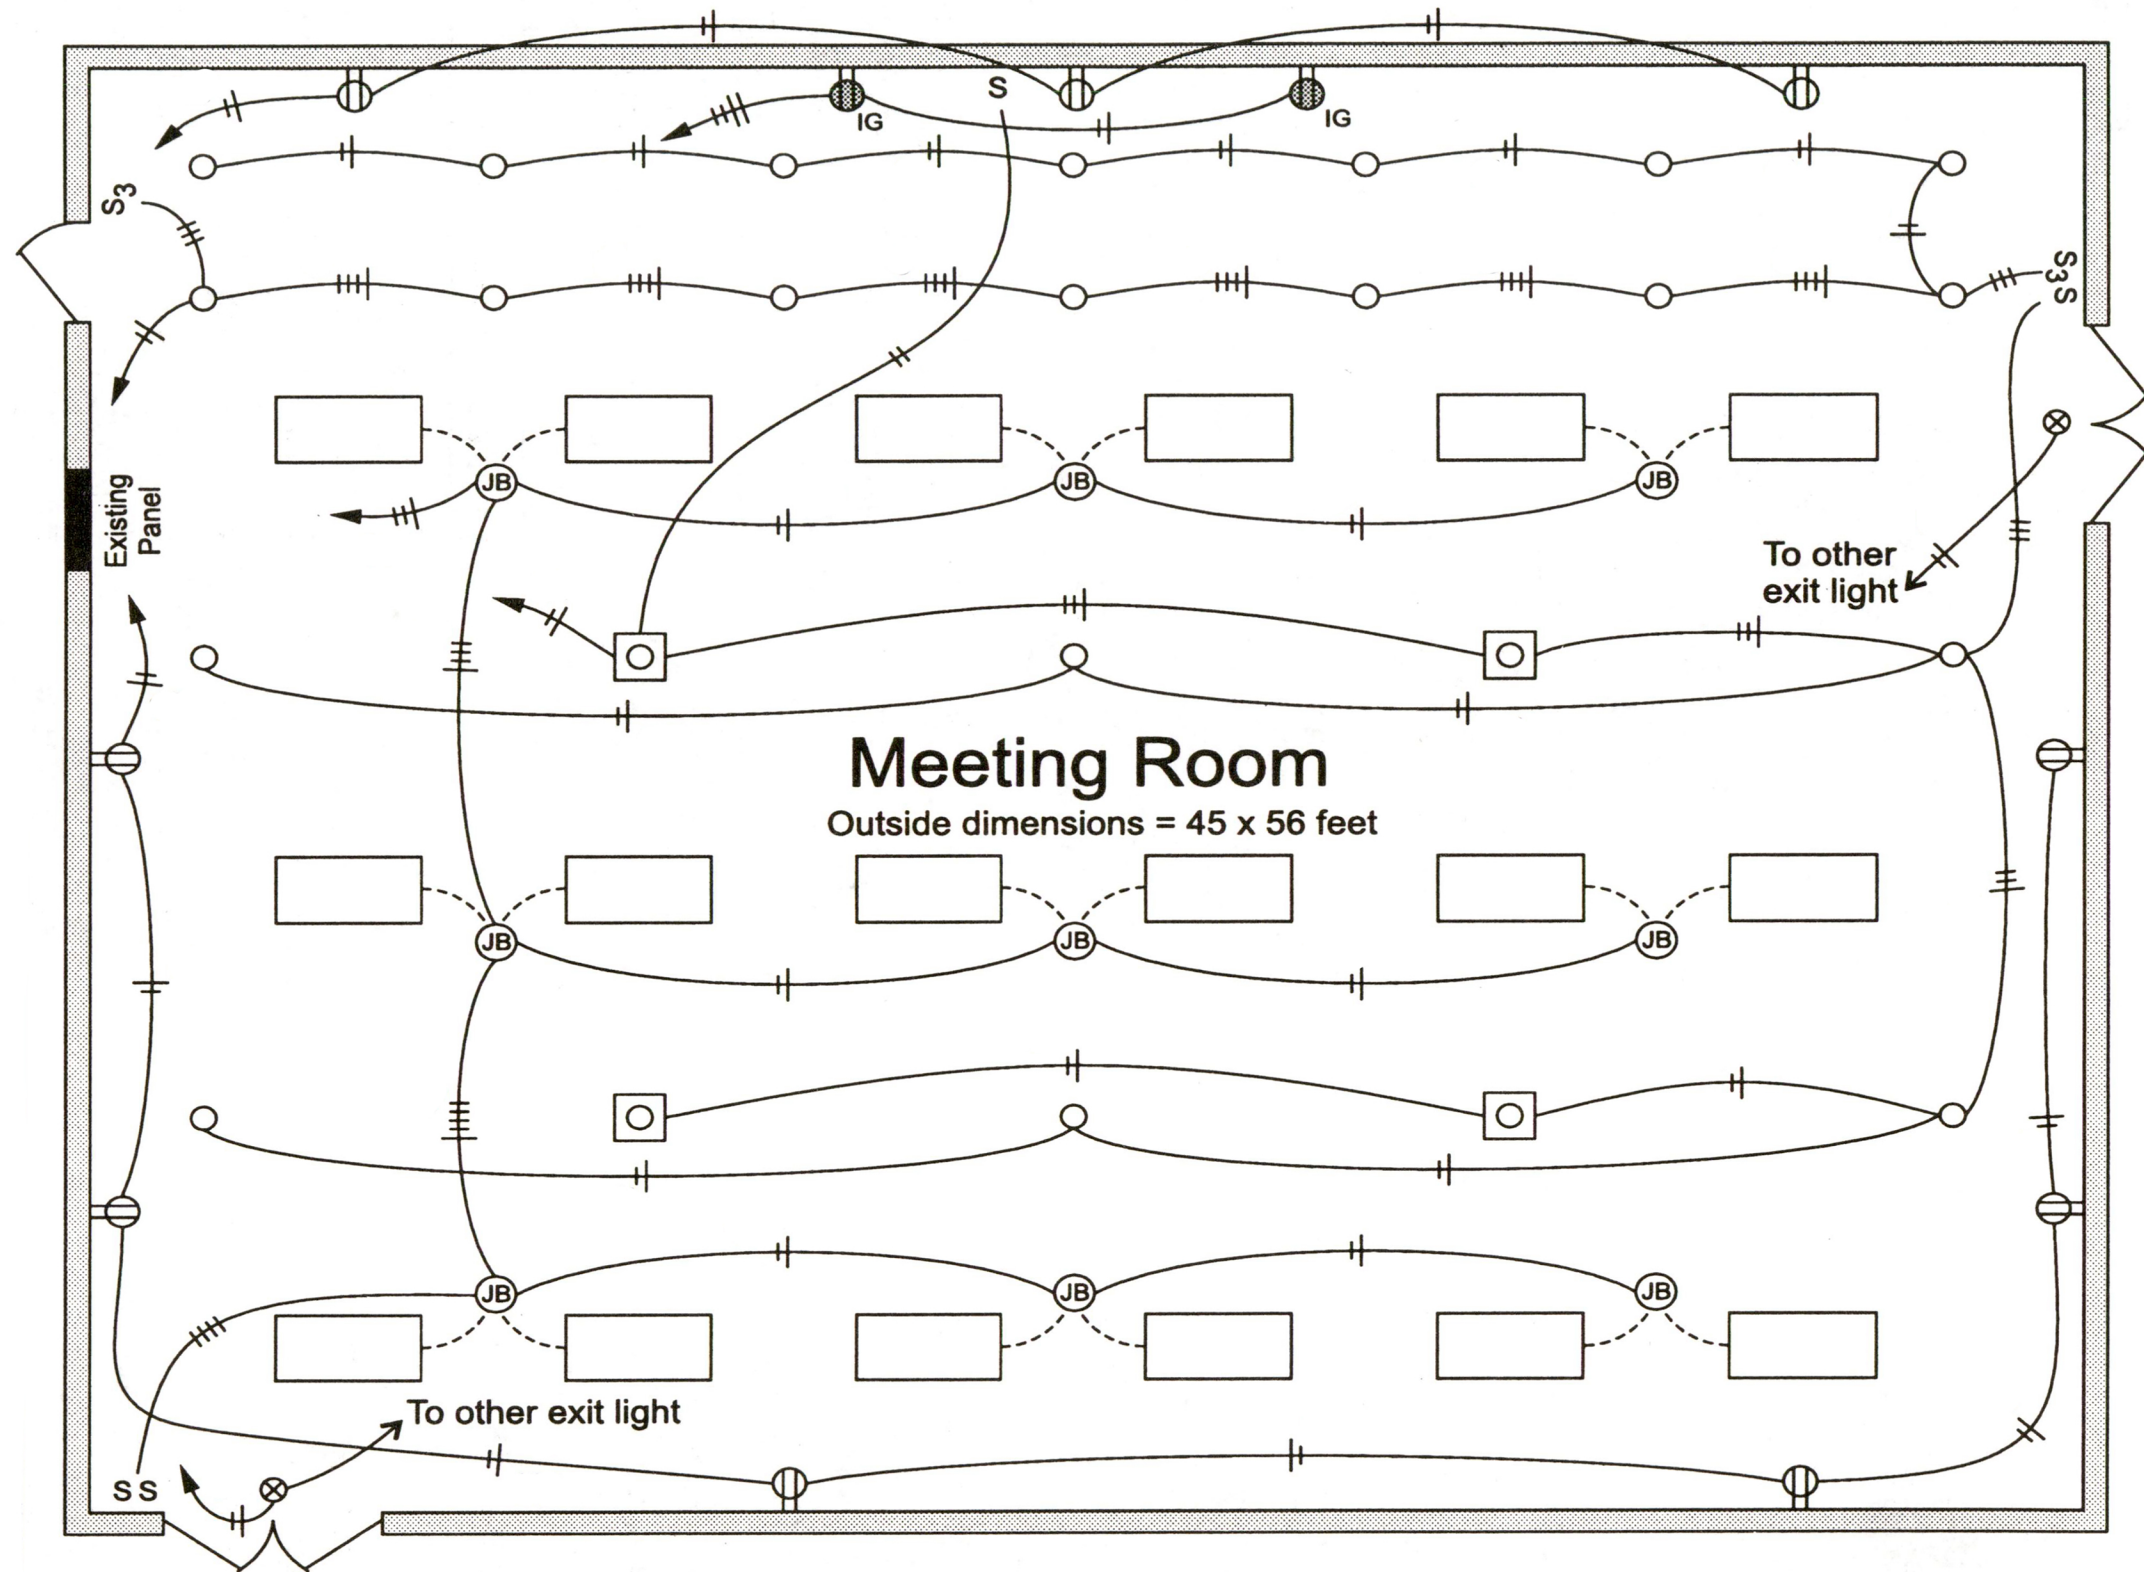 S
IG
IG
S3
S3
S
Existing
Panel
JB
JB
JB
To other
exit light
Meeting Room
Outside dimensions = 45 x 56 feet
JB
JB
JB
JB
JB
JB
To other exit light
S S